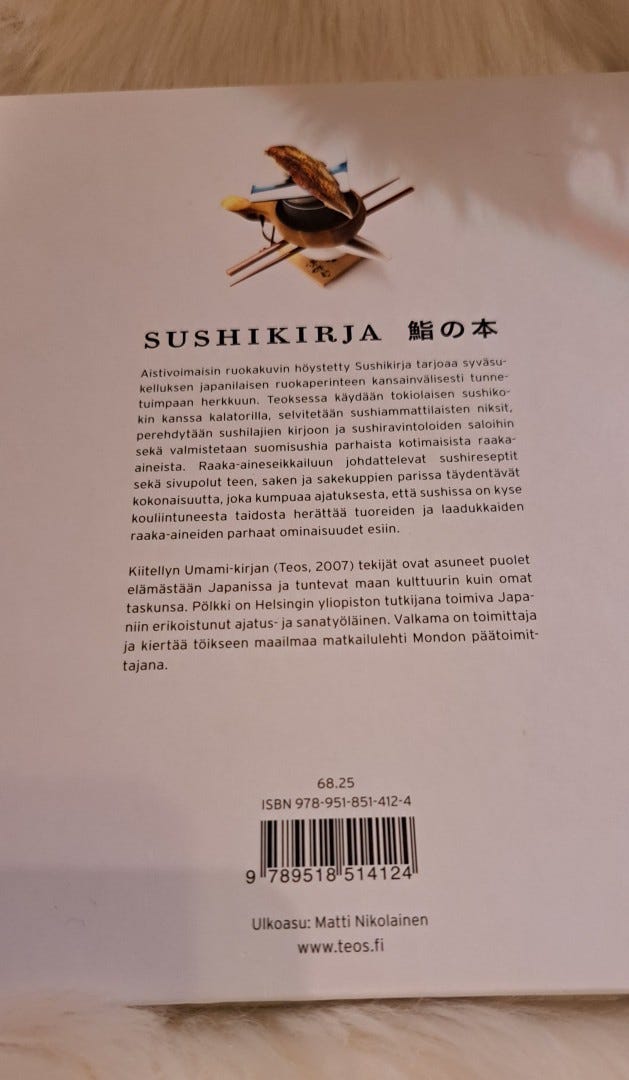 SUSHIKIRJA 鮨の本
Aistivoimaisin ruokakuvin höystetty Sushikirja tarjoaa syväsu-
kelluksen japanilaisen ruokaperinteen kansainvälisesti tunne-
tuimpaan herkkuun. Teoksessa käydään tokiolaisen sushiko-
kin kanssa kalatorilla, selvitetään sushiammattilaisten niksit,
perehdytään sushilajien kirjoon ja sushiravintoloiden saloihin
sekä valmistetaan suomisushia parhaista kotimaisista raaka-
aineista. Raaka-aineseikkailuun johdattelevat sushireseptit
sekä sivupolut teen, saken ja sakekuppien parissa täydentävät
kokonaisuutta, joka kumpuaa ajatuksesta, että sushissa on kyse
kouliintuneesta taidosta herättää tuoreiden ja laadukkaiden
raaka-aineiden parhaat ominaisuudet esiin.
Kiitellyn Umami-kirjan (Teos, 2007) tekijät ovat asuneet puolet
elämästään Japanissa ja tuntevat maan kulttuurin kuin omat
taskunsa. Pölkki on Helsingin yliopiston tutkijana toimiva Japa-
niin erikoistunut ajatus- ja sanatyöläinen. Valkama on toimittaja
ja kiertää töikseen maailmaa matkailulehti Mondon päätoimit-
tajana.
68.25
ISBN 978-951-851-412-4
9 789518 514124
Ulkoasu: Matti Nikolainen
www.teos.fi